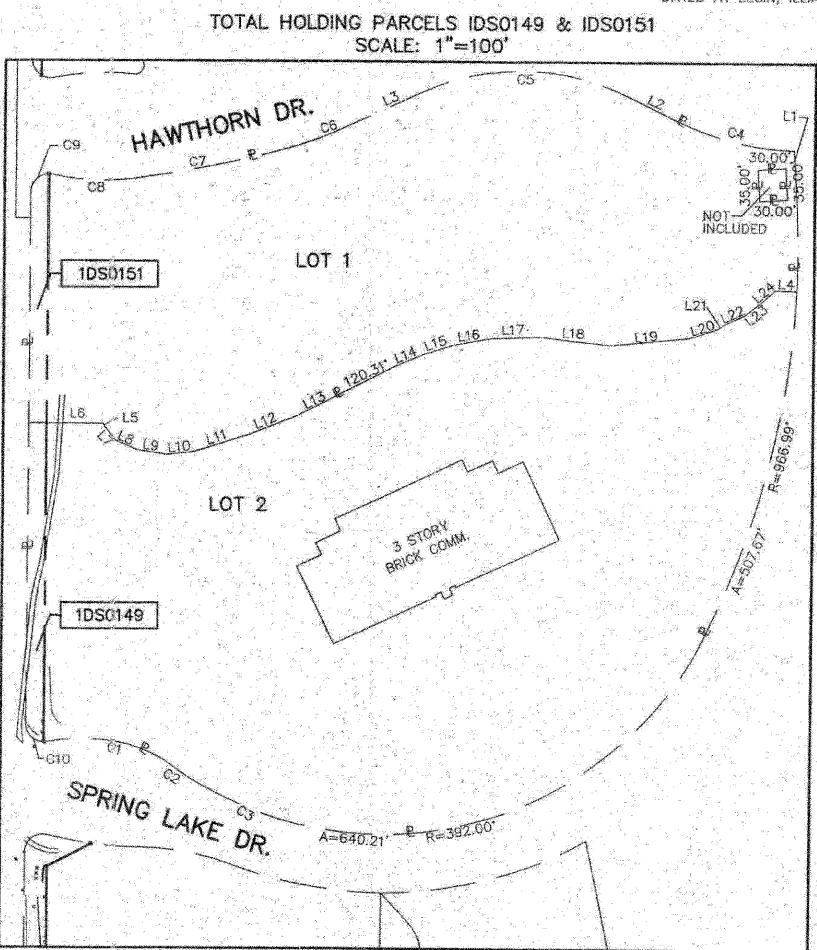 TOTAL HOLDING PARCELS IDS0149 & IDS0151
SCALE: 1"=100'
HAWTHORN DR.
C9
C8
C7
C6
L3
C5
L2
C4
L1
30.00'
35.00'
35.00'
30.00'
NOT
INCLUDED
LOT 1
1DS0151
L4
L24
L23
L22
L21
L20
L19
L18
L17
L16
L15
L14
120.31'
L13
L12
L11
L10
L9
L8
L5
L6
LOT 2
3 STORY
BRICK COMM.
R=966.99'
A=507.67'
1DS0149
C10
C1
C2
C3
SPRING LAKE DR.
A=640.21'
R=392.00'